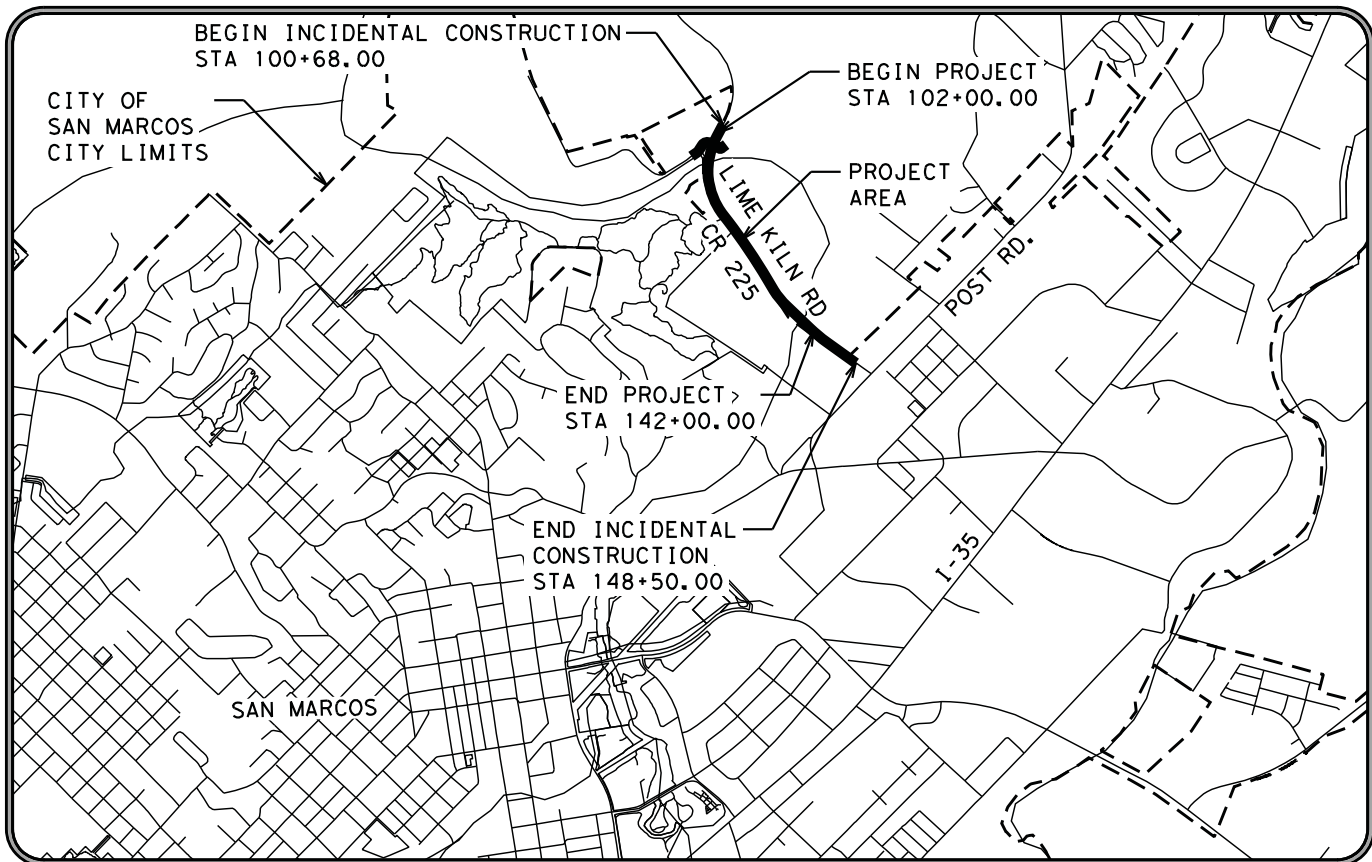 BEGIN INCIDENTAL CONSTRUCTION
STA 100+68.00
BEGIN PROJECT
STA 102+00.00
CITY OF
SAN MARCOS
CITY LIMITS
PROJECT
AREA
LIME KILN RD
CR 225
POST RD.
END PROJECT
STA 142+00.00
END INCIDENTAL
CONSTRUCTION
STA 148+50.00
I-35
SAN MARCOS